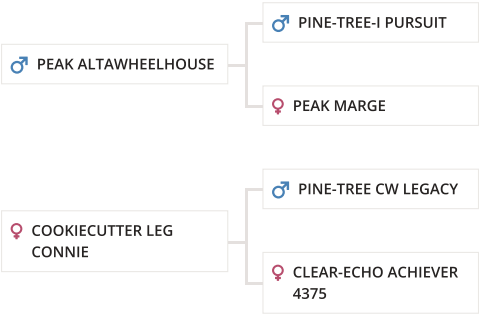 PINE-TREE-I PURSUIT
PEAK ALTAWHEELHOUSE
PEAK MARGE
PINE-TREE CW LEGACY
COOKIECUTTER LEG
CONNIE
CLEAR-ECHO ACHIEVER
4375